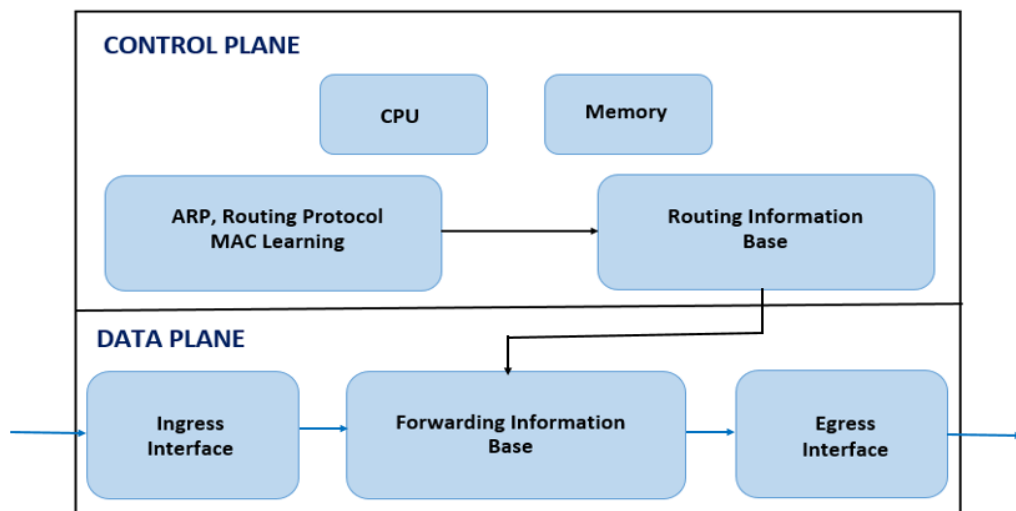 CONTROL PLANE
CPU
Memory
ARP, Routing Protocol
MAC Learning
Routing Information
Base
DATA PLANE
Ingress
Interface
Forwarding Information
Base
Egress
Interface